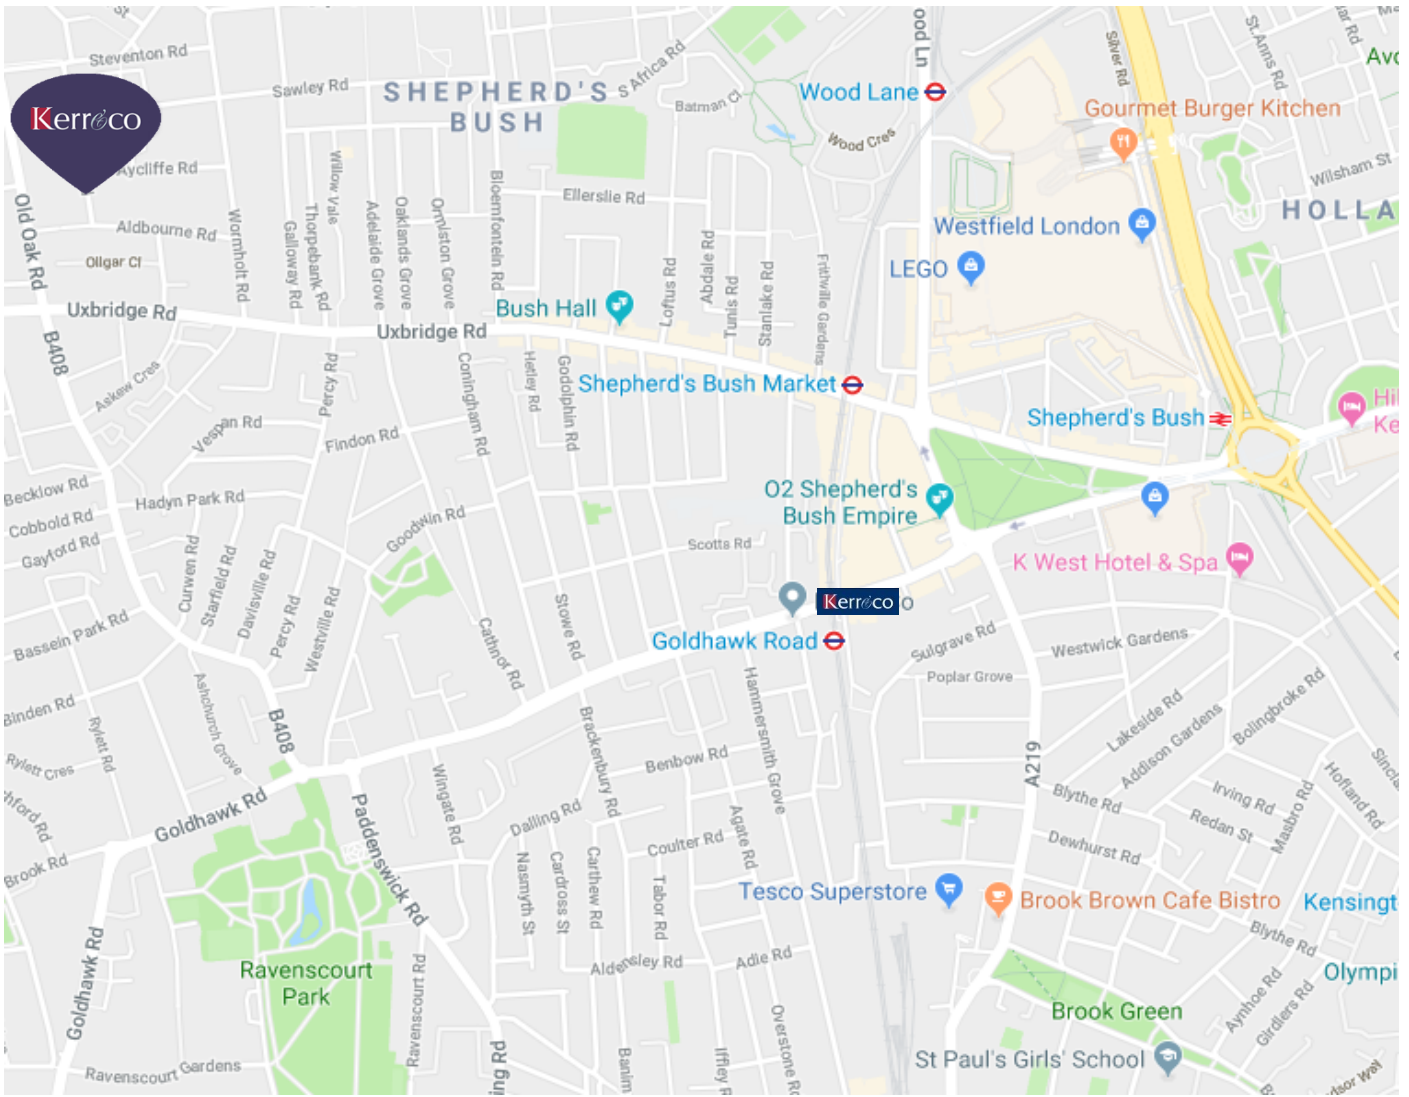 Steventon Rd
Sawley Rd
SHEPHERD'S
BUSH
S Africa Rd
Batman Cl
Wood Lane
ood Ln
Wood Cres
Silver Rd
St.Anns Rd
Gourmet Burger Kitchen
Wilsham St
HOLLA
Kerr&co
Aycliffe Rd
Old Oak Rd
Aldbourne Rd
Ollgar Cl
Wormholt Rd
Willow Vale
Galloway Rd
Thorpebank Rd
Adelaide Grove
Oaklands Grove
Ormiston Grove
Bloemfontein Rd
Ellerslie Rd
Abdale Rd
Loftus Rd
Tunis Rd
Stanlake Rd
Frithville Gardens
Westfield London
LEGO
Bush Hall
Uxbridge Rd
Uxbridge Rd
B408
Askew Cres
Percy Rd
Coningham Rd
Hetley Rd
Godolphin Rd
Shepherd's Bush Market
Shepherd's Bush
Hil
Ke
Vespan Rd
Findon Rd
Becklow Rd
Hadyn Park Rd
Cobbold Rd
Gayford Rd
Goodwin Rd
O2 Shepherd's
Bush Empire
Scotts Rd
K West Hotel & Spa
Curwen Rd
Starfield Rd
Davisville Rd
Percy Rd
Westville Rd
Bassein Park Rd
Stowe Rd
Cathnor Rd
Kerr&co
o
Goldhawk Road
Sulgrave Rd
Westwick Gardens
Poplar Grove
Binden Rd
Rylett Rd
Rylett Cres
Ashchurch Grove
B408
Hammersmith Grove
Brackenbury Rd
Benbow Rd
Lakeside Rd
Addison Gardens
Bolingbroke Rd
A219
Blythe Rd
Irving Rd
Redan St
Masbro Rd
Hofland Rd
Sincla
Goldhawk Rd
Paddenswick Rd
Wingate Rd
Dalling Rd
Agate Rd
Coulter Rd
Dewhurst Rd
hford Rd
Brook Rd
Nasmyth St
Cardross St
Carthew Rd
Tabor Rd
Tesco Superstore
Brook Brown Cafe Bistro
Kensingt
Blythe Rd
Olympi
Goldhawk Rd
Ravenscourt
Park
Ravenscourt Rd
Aldensley Rd
Adie Rd
Brook Green
Aynhoe Rd
Girdlers Rd
St Paul's Girls' School
Ravenscourt Gardens
ng Rd
Banim
Iffley R
Overstone Rd